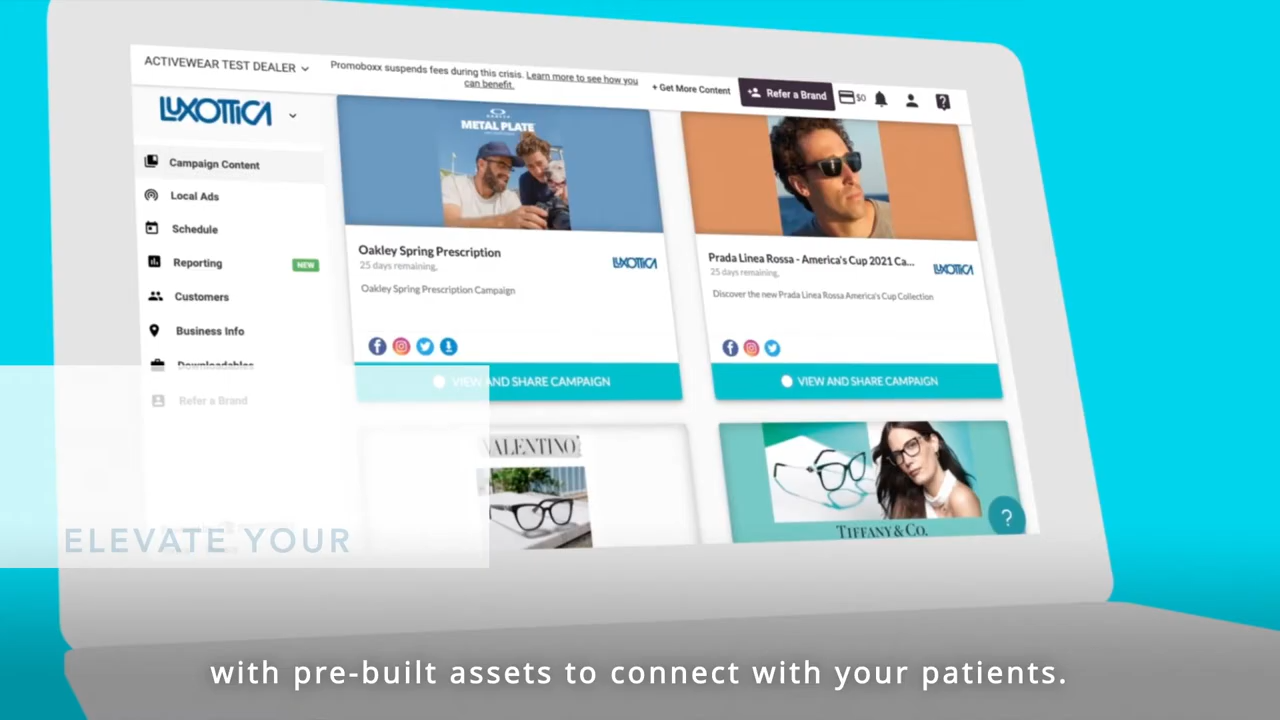 ACTIVEWEAR TEST DEALER
Promoboxx suspends fees during this crisis. Learn more to see how you
can benefit.
+ Get More Content
Refer a Brand
$0
LUXOTTICA
Campaign Content
Local Ads
Schedule
Reporting
NEW
Customers
Business Info
Downloadables
Refer a Brand
OAKLEY
METAL PLATE
Oakley Spring Prescription
25 days remaining,
LUXOTTICA
Oakley Spring Prescription Campaign
VIEW AND SHARE CAMPAIGN
Prada Linea Rossa - America's Cup 2021 Ca...
25 days remaining,
LUXOTTICA
Discover the new Prada Linea Rossa America's Cup Collection
VIEW AND SHARE CAMPAIGN
VALENTINO
TIFFANY & CO.
?
ELEVATE YOUR
with pre-built assets to connect with your patients.